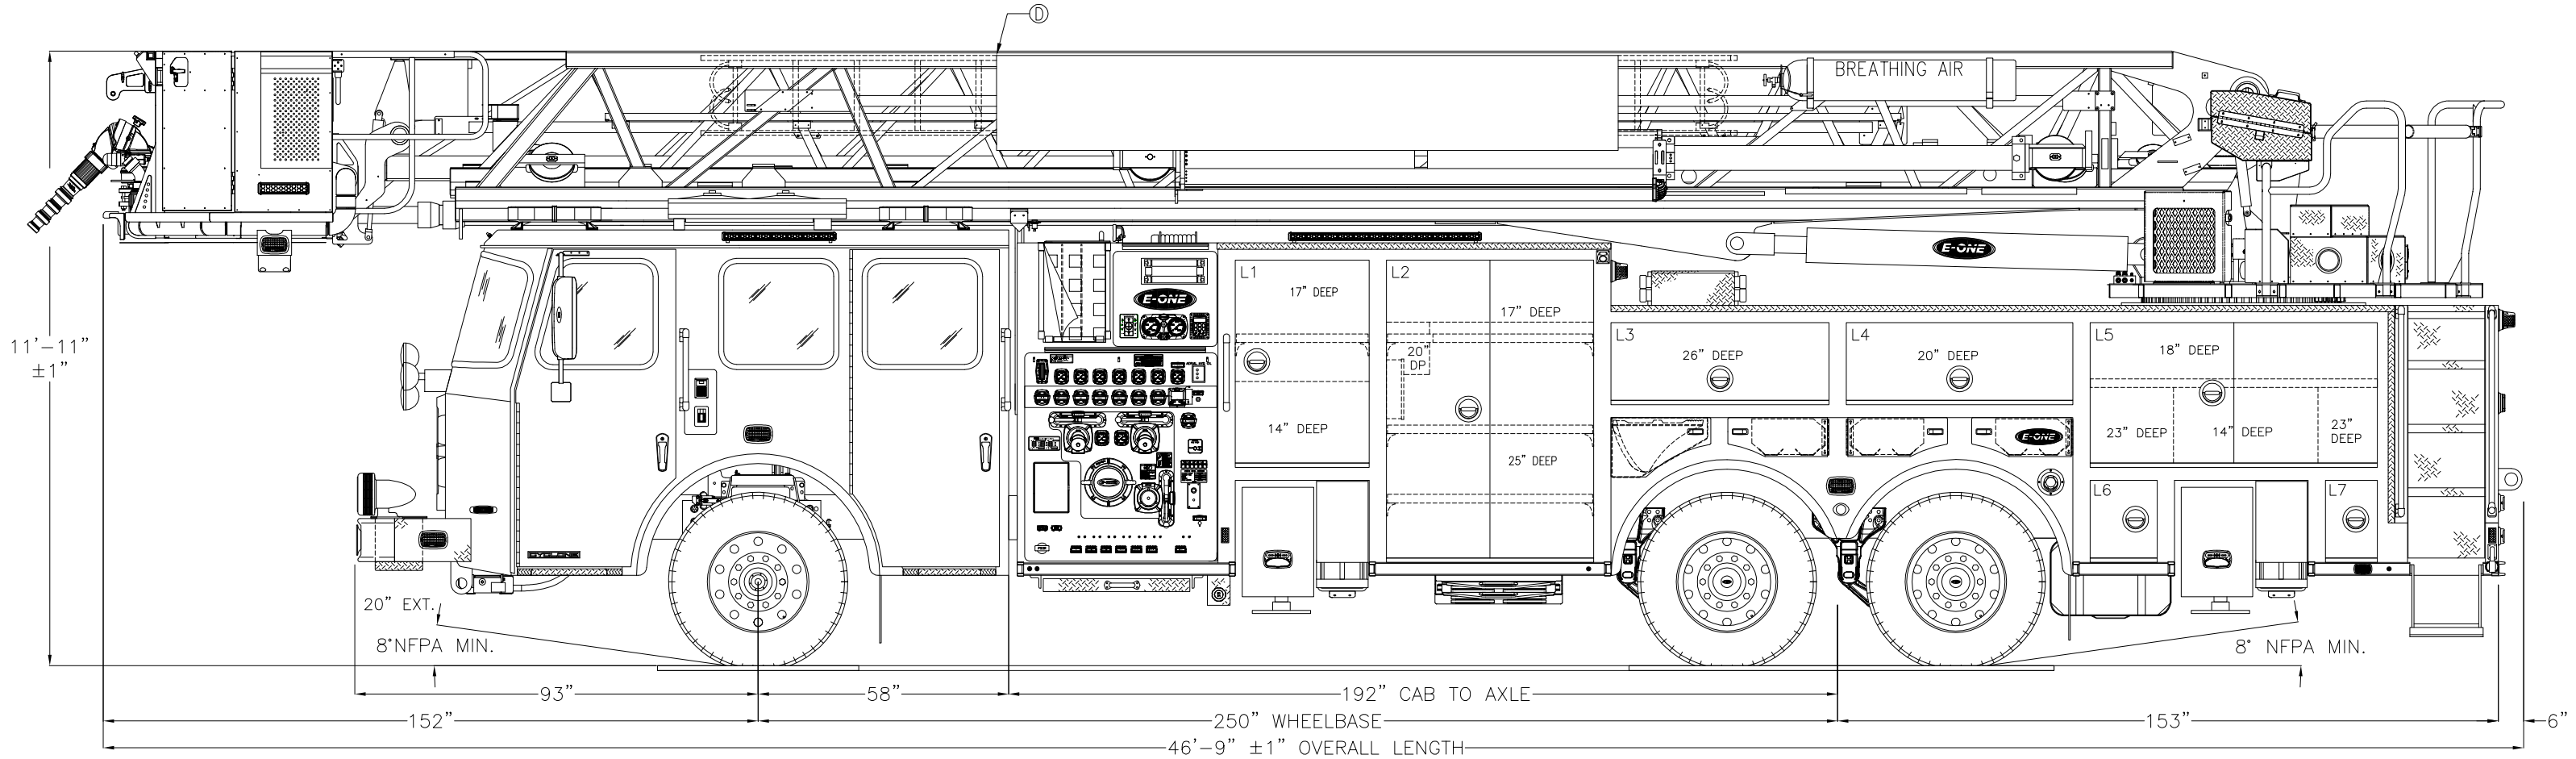 D
BREATHING AIR
E-ONE
E-ONE
L1
17" DEEP
14" DEEP
L2
17" DEEP
20"
DP
25" DEEP
L3
26" DEEP
L4
20" DEEP
L5
18" DEEP
23" DEEP
14" DEEP
23"
DEEP
E-ONE
L6
L7
CYCLONE
11'-11"
±1"
20" EXT.
8°NFPA MIN.
8° NFPA MIN.
93"
58"
192" CAB TO AXLE
152"
250" WHEELBASE
153"
6"
46'-9" ±1" OVERALL LENGTH